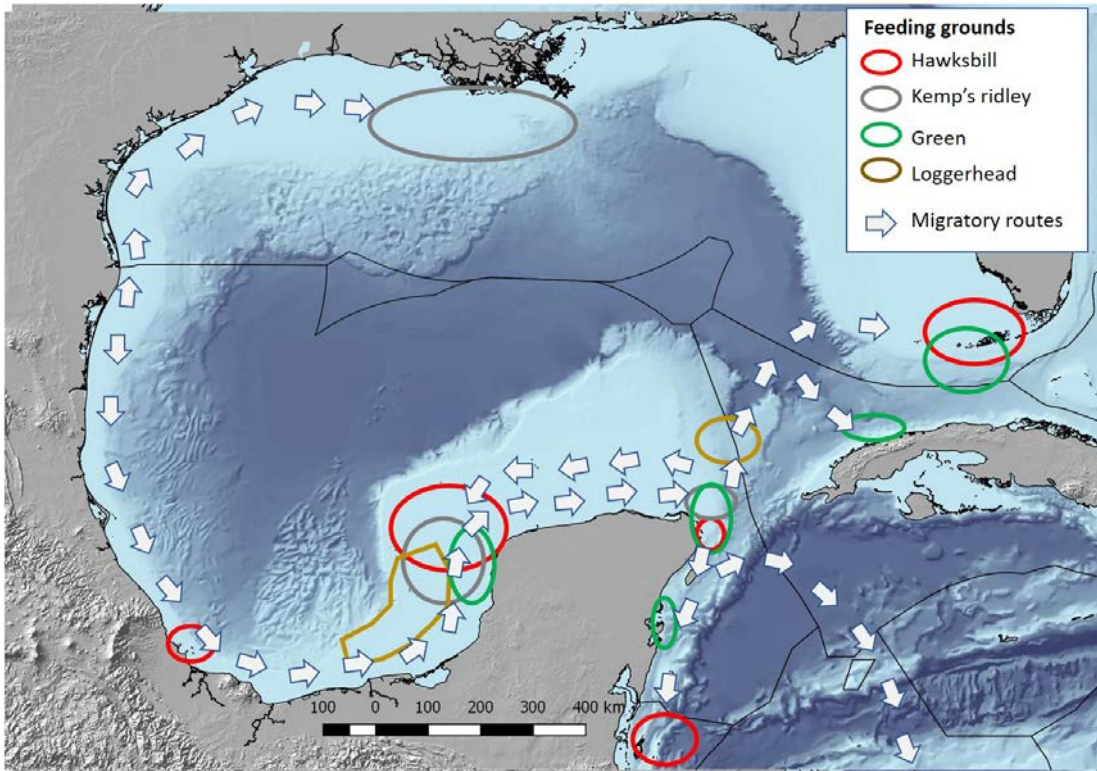 Feeding grounds
Hawksbill
Kemp's ridley
Green
Loggerhead
Migratory routes
100 0 100 200 300 400 km